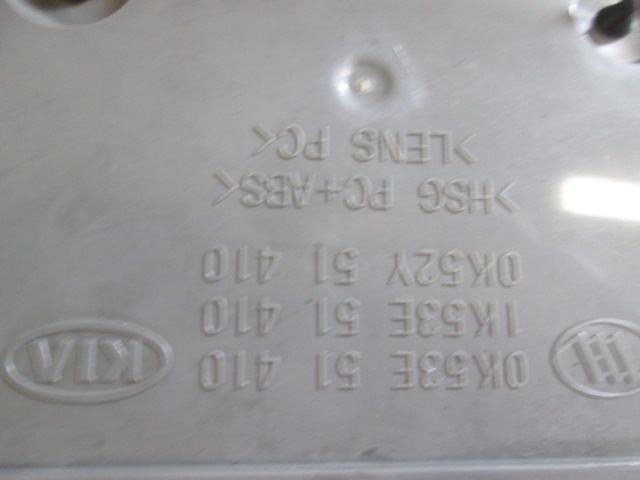 0K53E 51 410 KIA
1K53E 51 410
0K52Y 51 410
>HSG PC+ABS<
>LENS PC<